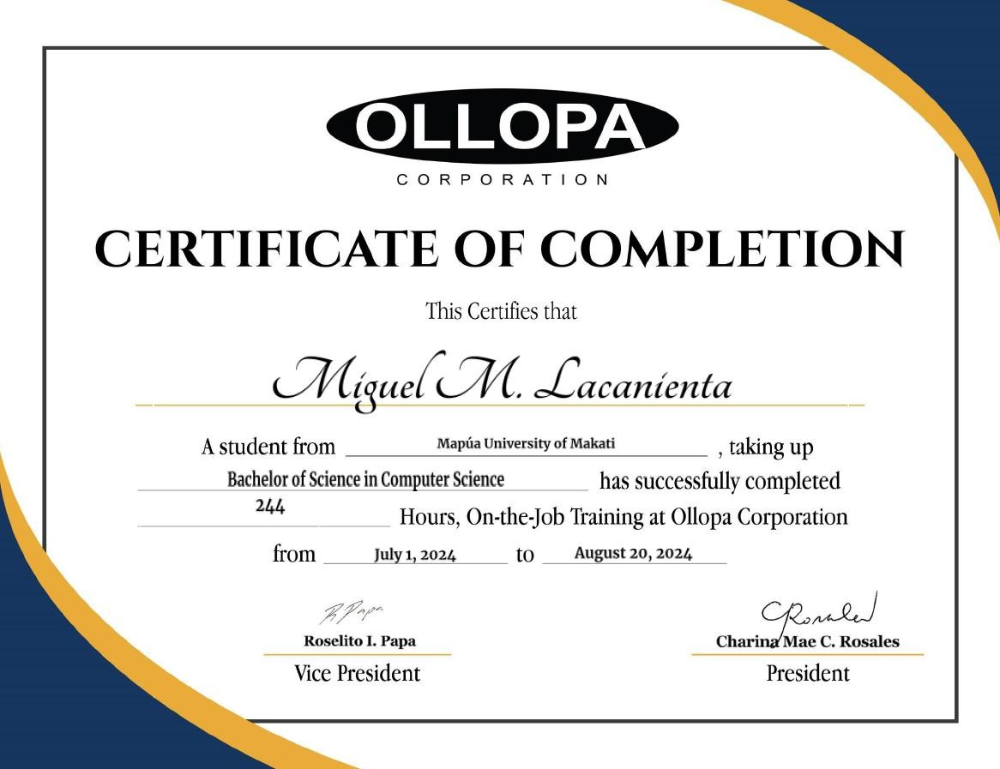 OLLOPA
CORPORATION
CERTIFICATE OF COMPLETION
This Certifies that
Miguel M. Lacanienta
A student from Mapúa University of Makati , taking up
Bachelor of Science in Computer Science has successfully completed
244 Hours, On-the-Job Training at Ollopa Corporation
from July 1, 2024 to August 20, 2024
R Papa CRosales
Roselito I. Papa Charina Mae C. Rosales
Vice President President